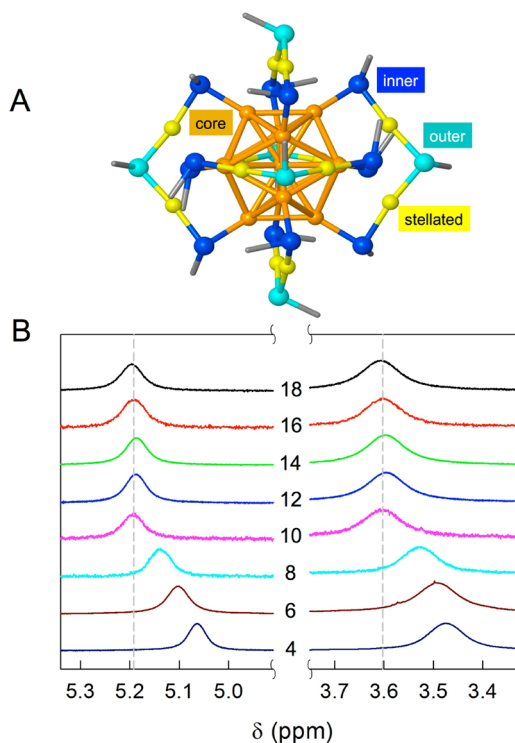 A
inner
core
outer
stellated
B
18
16
14
12
10
8
6
4
5.3 5.2 5.1 5.0 3.7 3.6 3.5 3.4
δ (ppm)